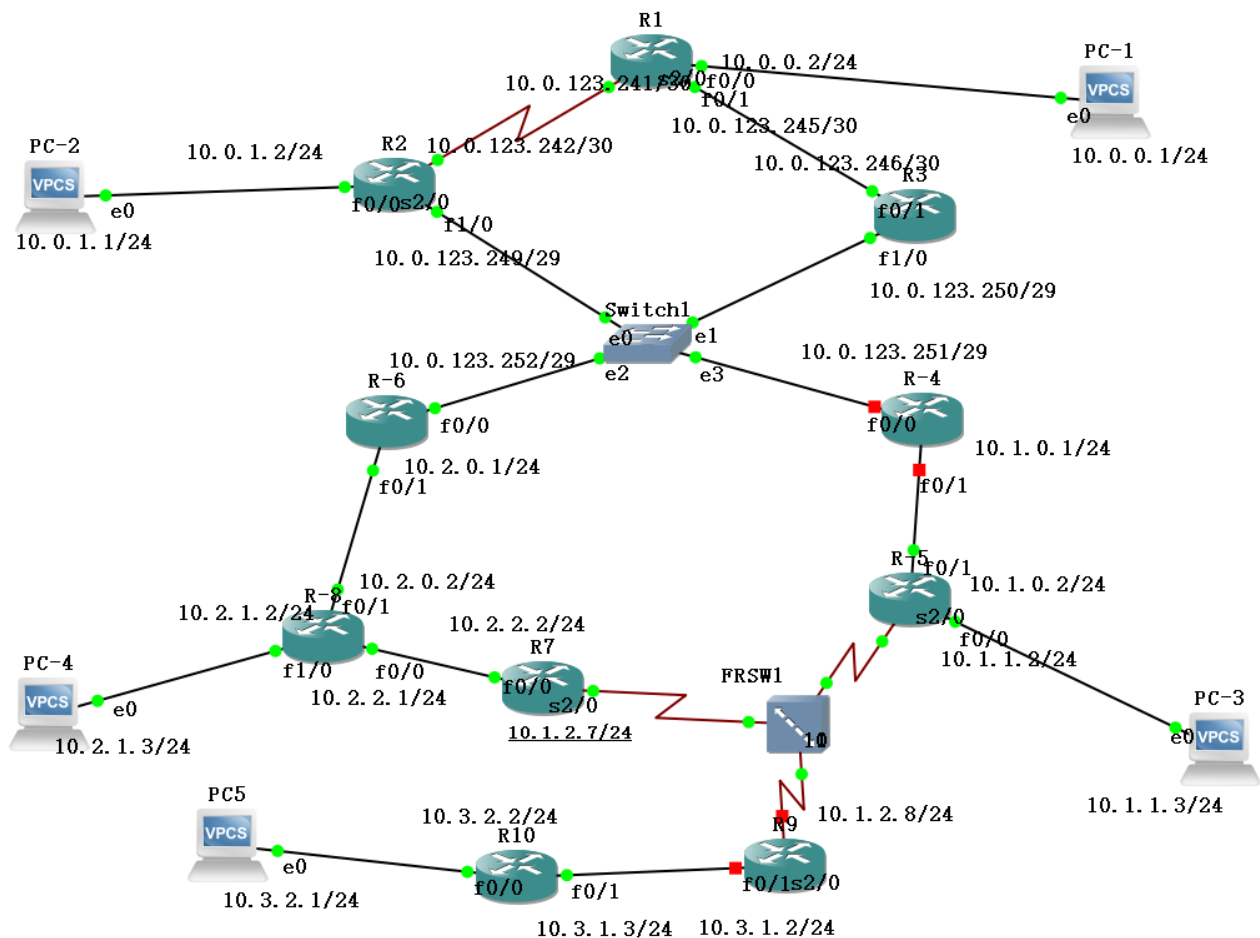 R1
PC-1
10.0.0.2/24
10.0.123.241/30
s2/0
f0/0
f0/1
e0
10.0.123.245/30
10.0.0.1/24
PC-2
VPCS
10.0.1.2/24
R2
10.0.123.242/30
10.0.123.246/30
R3
VPCS
e0
f0/0
s2/0
f0/1
10.0.1.1/24
f1/0
10.0.123.249/29
f1/0
10.0.123.250/29
Switch1
e0
e1
10.0.123.252/29
e2
e3
10.0.123.251/29
R-6
R-4
f0/0
f0/0
10.2.0.1/24
10.1.0.1/24
f0/1
f0/1
R-5
f0/1
10.2.0.2/24
10.1.0.2/24
R-8
f0/1
10.2.1.2/24
s2/0
10.2.2.2/24
f0/0
R7
10.1.1.2/24
PC-4
f1/0
f0/0
FRSW1
VPCS
f0/0
10.2.2.1/24
s2/0
PC-3
e0
10.1.2.7/24
e0
VPCS
10.2.1.3/24
PC5
10.1.1.3/24
VPCS
10.3.2.2/24
10.1.2.8/24
R10
R9
e0
f0/0
f0/1
f0/1
s2/0
10.3.2.1/24
10.3.1.3/24
10.3.1.2/24